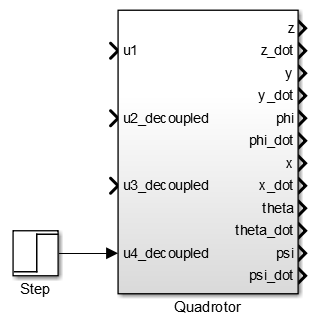 z
u1
z_dot
y
y_dot
u2_decoupled
phi
phi_dot
x
u3_decoupled
x_dot
theta
theta_dot
u4_decoupled
psi
psi_dot
Step
Quadrotor